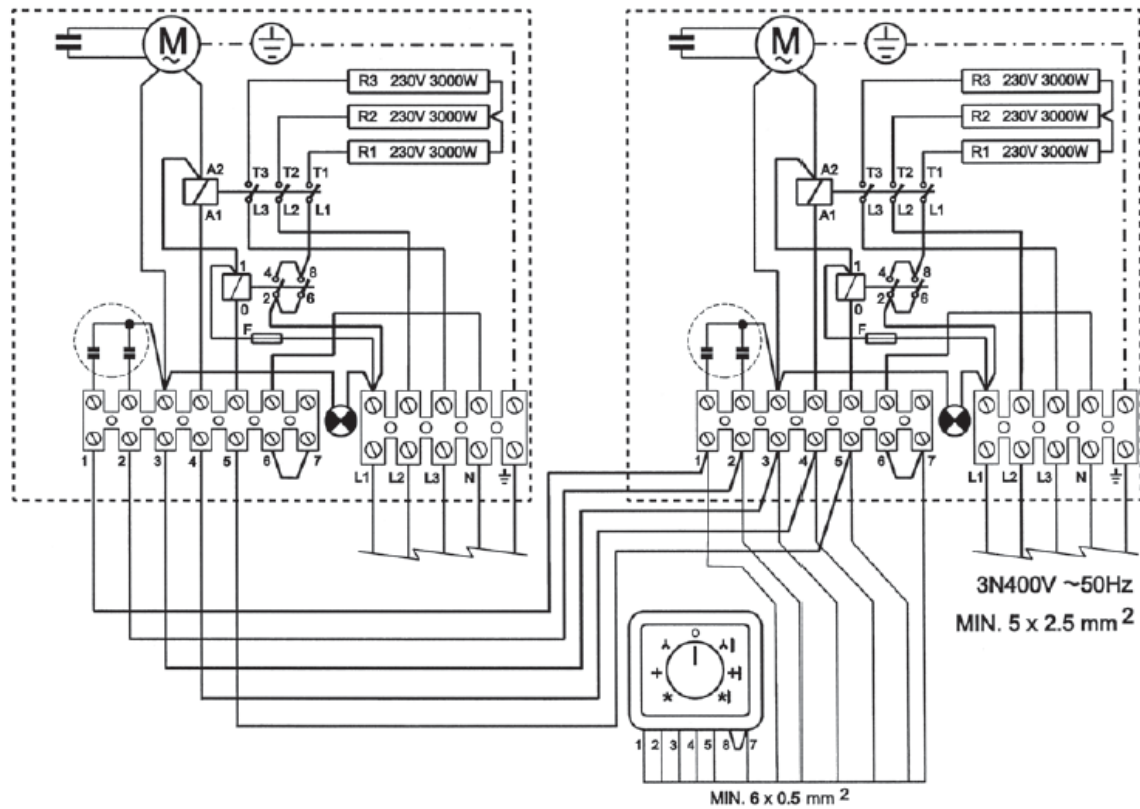 M
~
R3 230V 3000W
R2 230V 3000W
R1 230V 3000W
A2 T3 T2 T1
A1 L3 L2 L1
1 4 8
0 2 6
F
1 2 3 4 5 6 7 L1 L2 L3 N
M
~
R3 230V 3000W
R2 230V 3000W
R1 230V 3000W
A2 T3 T2 T1
A1 L3 L2 L1
1 4 8
0 2 6
F
1 2 3 4 5 6 7 L1 L2 L3 N
3N400V ~50Hz
MIN. 5 x 2.5 mm 2
O
1 2 3 4 5 8 7
MIN. 6 x 0.5 mm 2